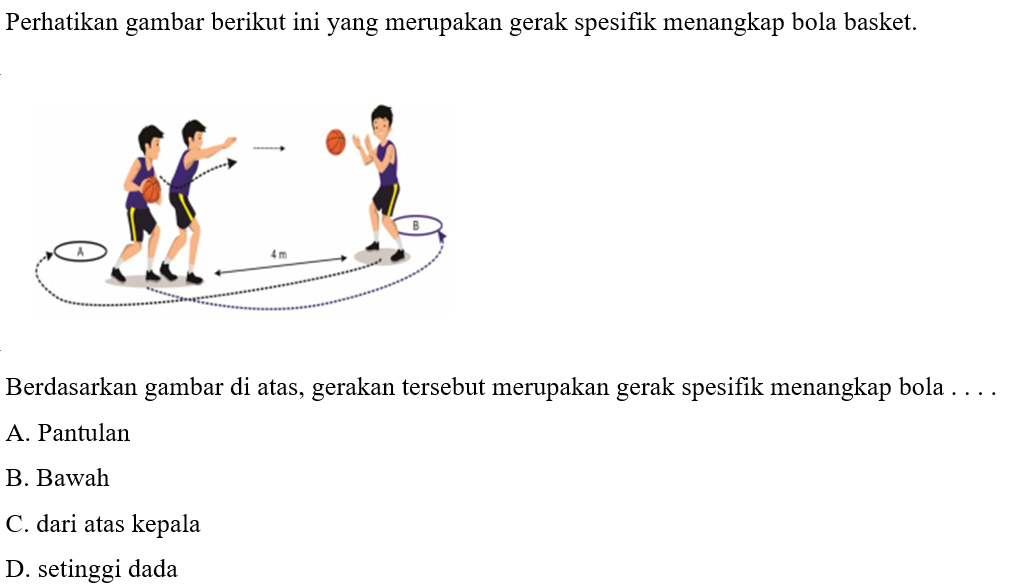 Perhatikan gambar berikut ini yang merupakan gerak spesifik menangkap bola basket.
A
B
4 m
Berdasarkan gambar di atas, gerakan tersebut merupakan gerak spesifik menangkap bola . . . .
A. Pantulan
B. Bawah
C. dari atas kepala
D. setinggi dada